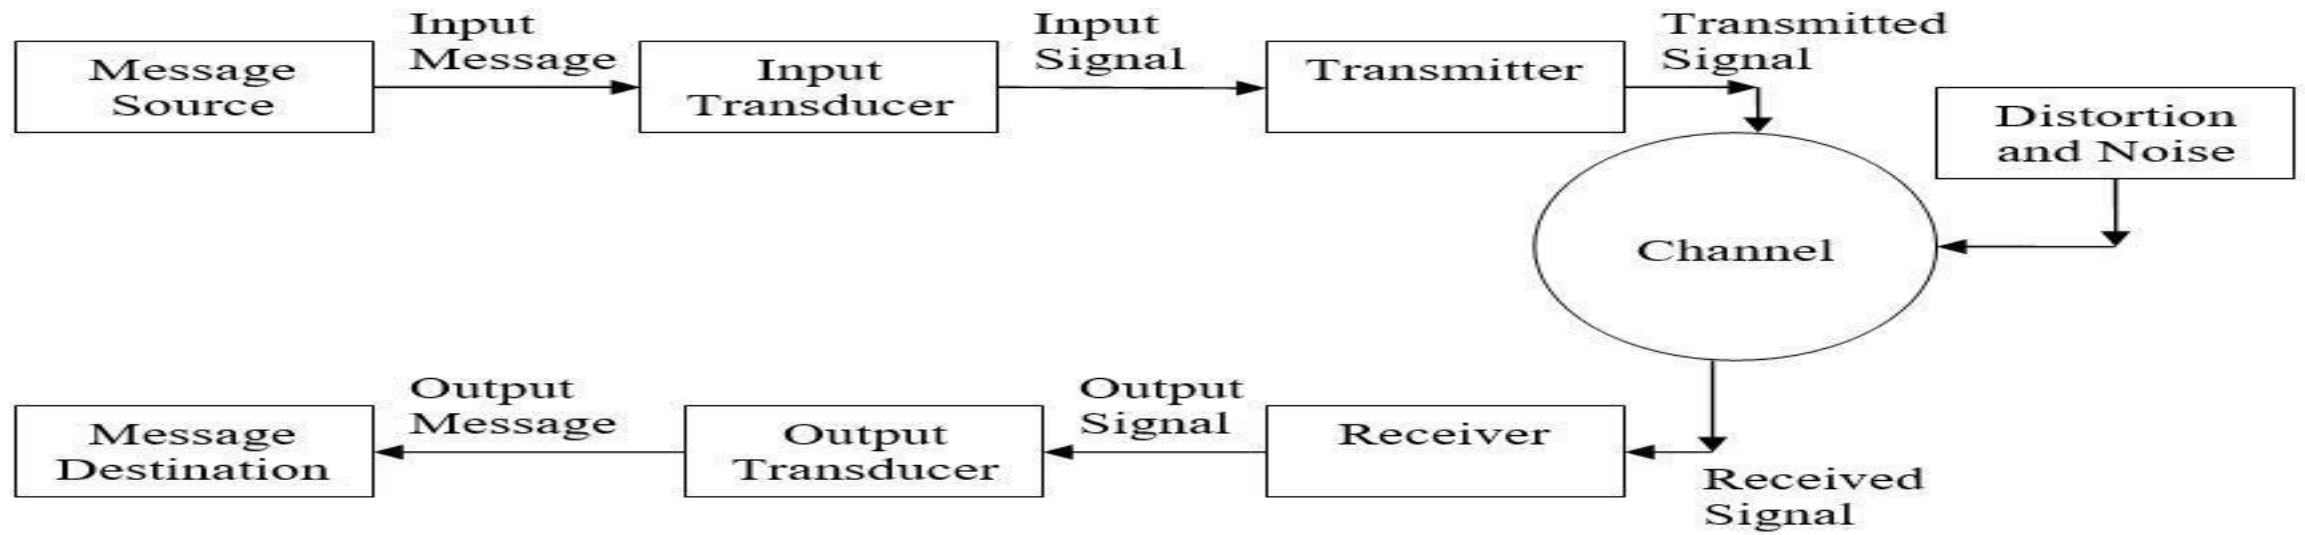 Message
Source
Input
Message
Input
Transducer
Input
Signal
Transmitter
Transmitted
Signal
Distortion
and Noise
Channel
Received
Signal
Receiver
Output
Signal
Output
Transducer
Output
Message
Message
Destination